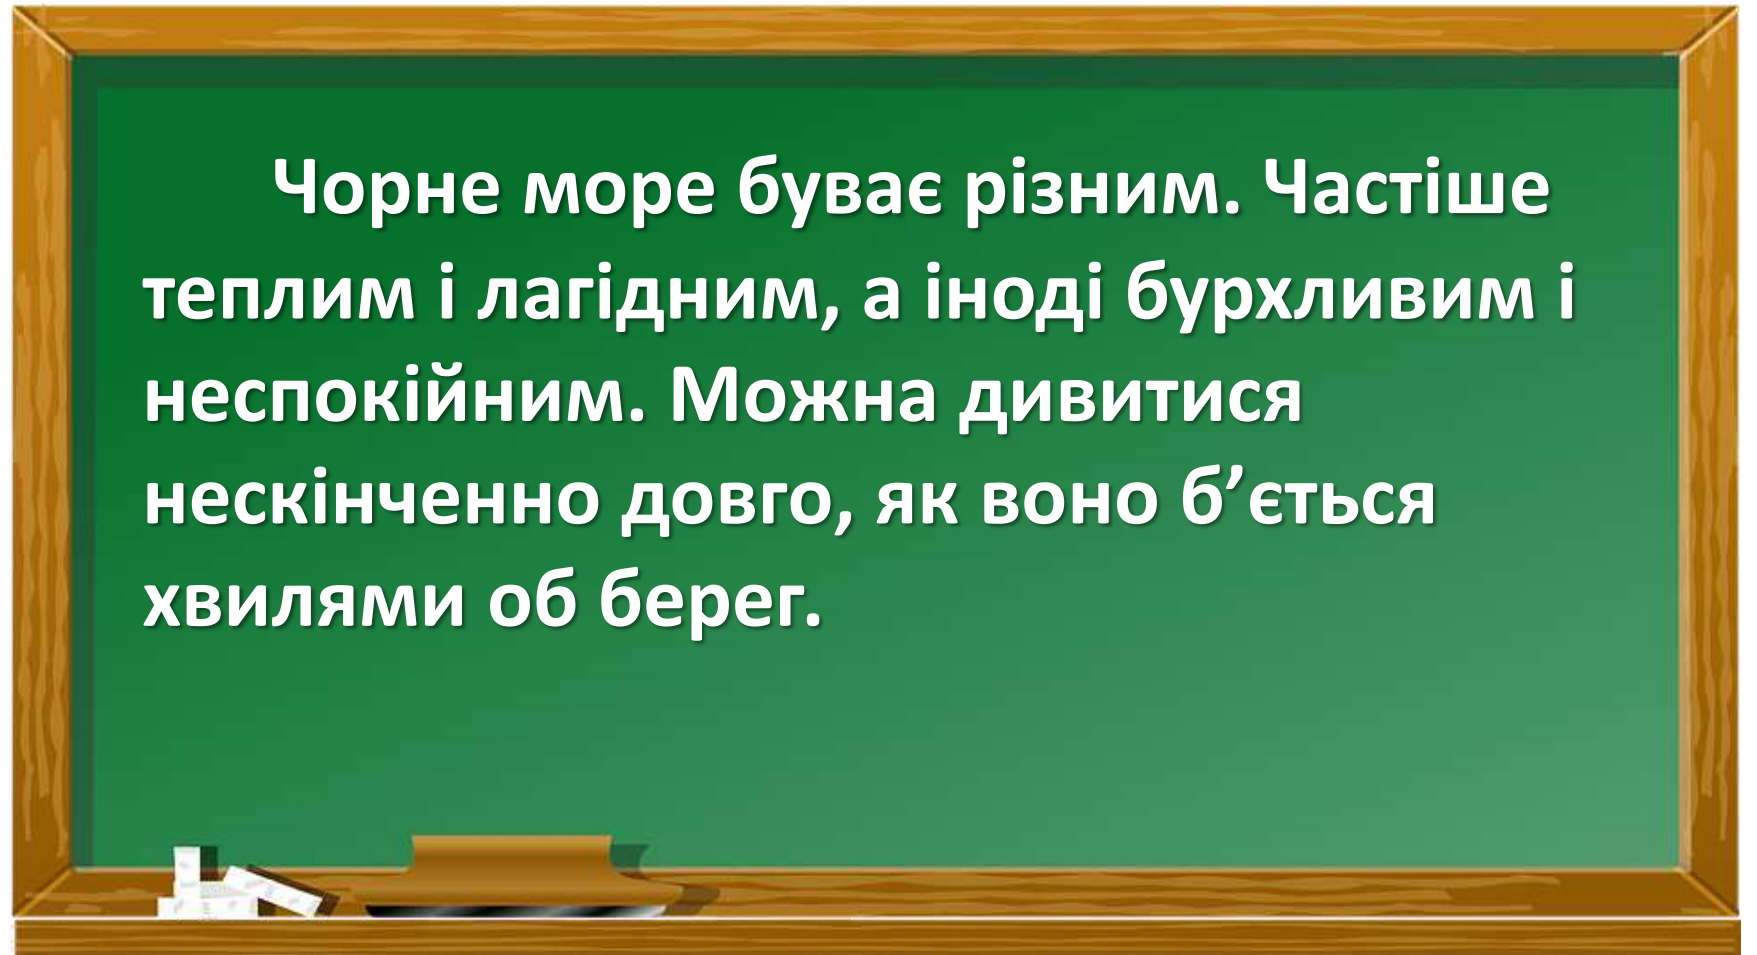 Чорне море буває різним. Частіше
теплим і лагідним, а іноді бурхливим і
неспокійним. Можна дивитися
нескінченно довго, як воно б’ється
хвилями об берег.